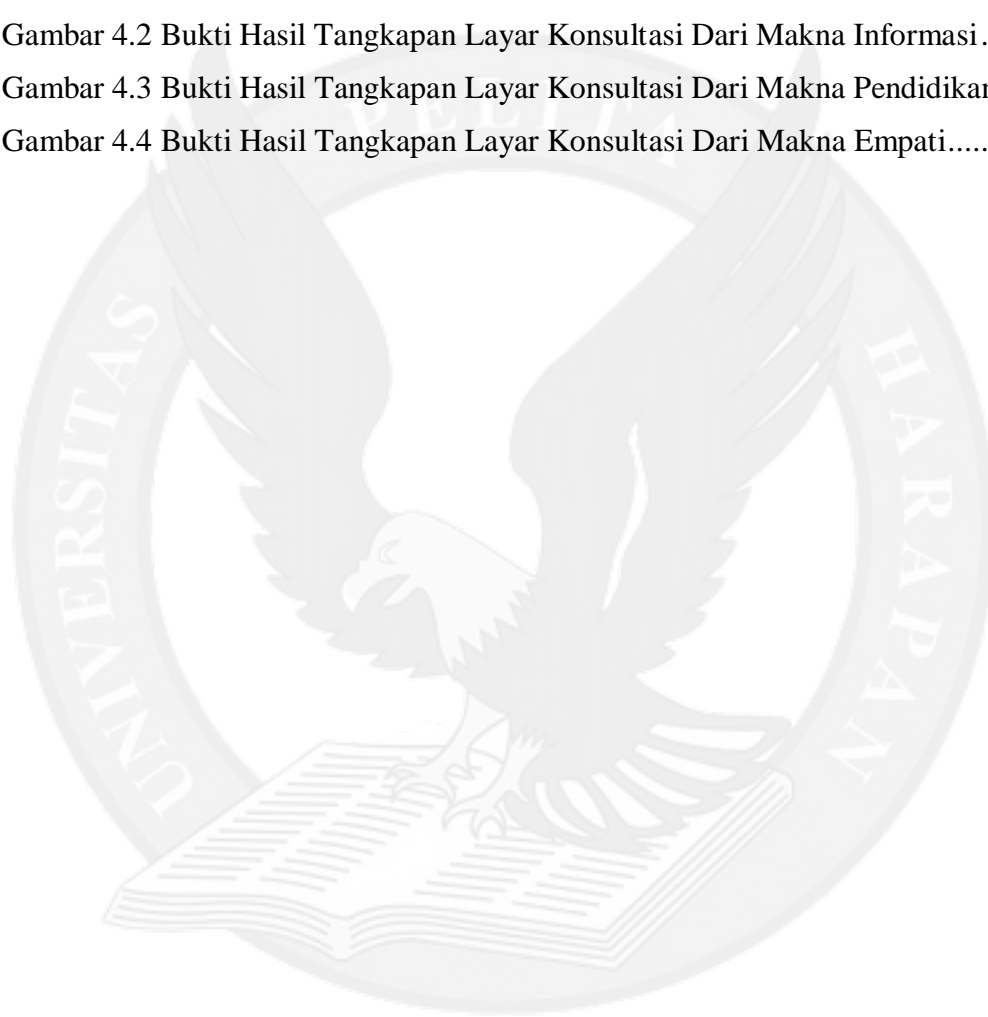 Gambar 4.2 Bukti Hasil Tangkapan Layar Konsultasi Dari Makna Informasi.
Gambar 4.3 Bukti Hasil Tangkapan Layar Konsultasi Dari Makna Pendidikan
Gambar 4.4 Bukti Hasil Tangkapan Layar Konsultasi Dari Makna Empati.....
UNIVERSITAS PELITA HARAPAN